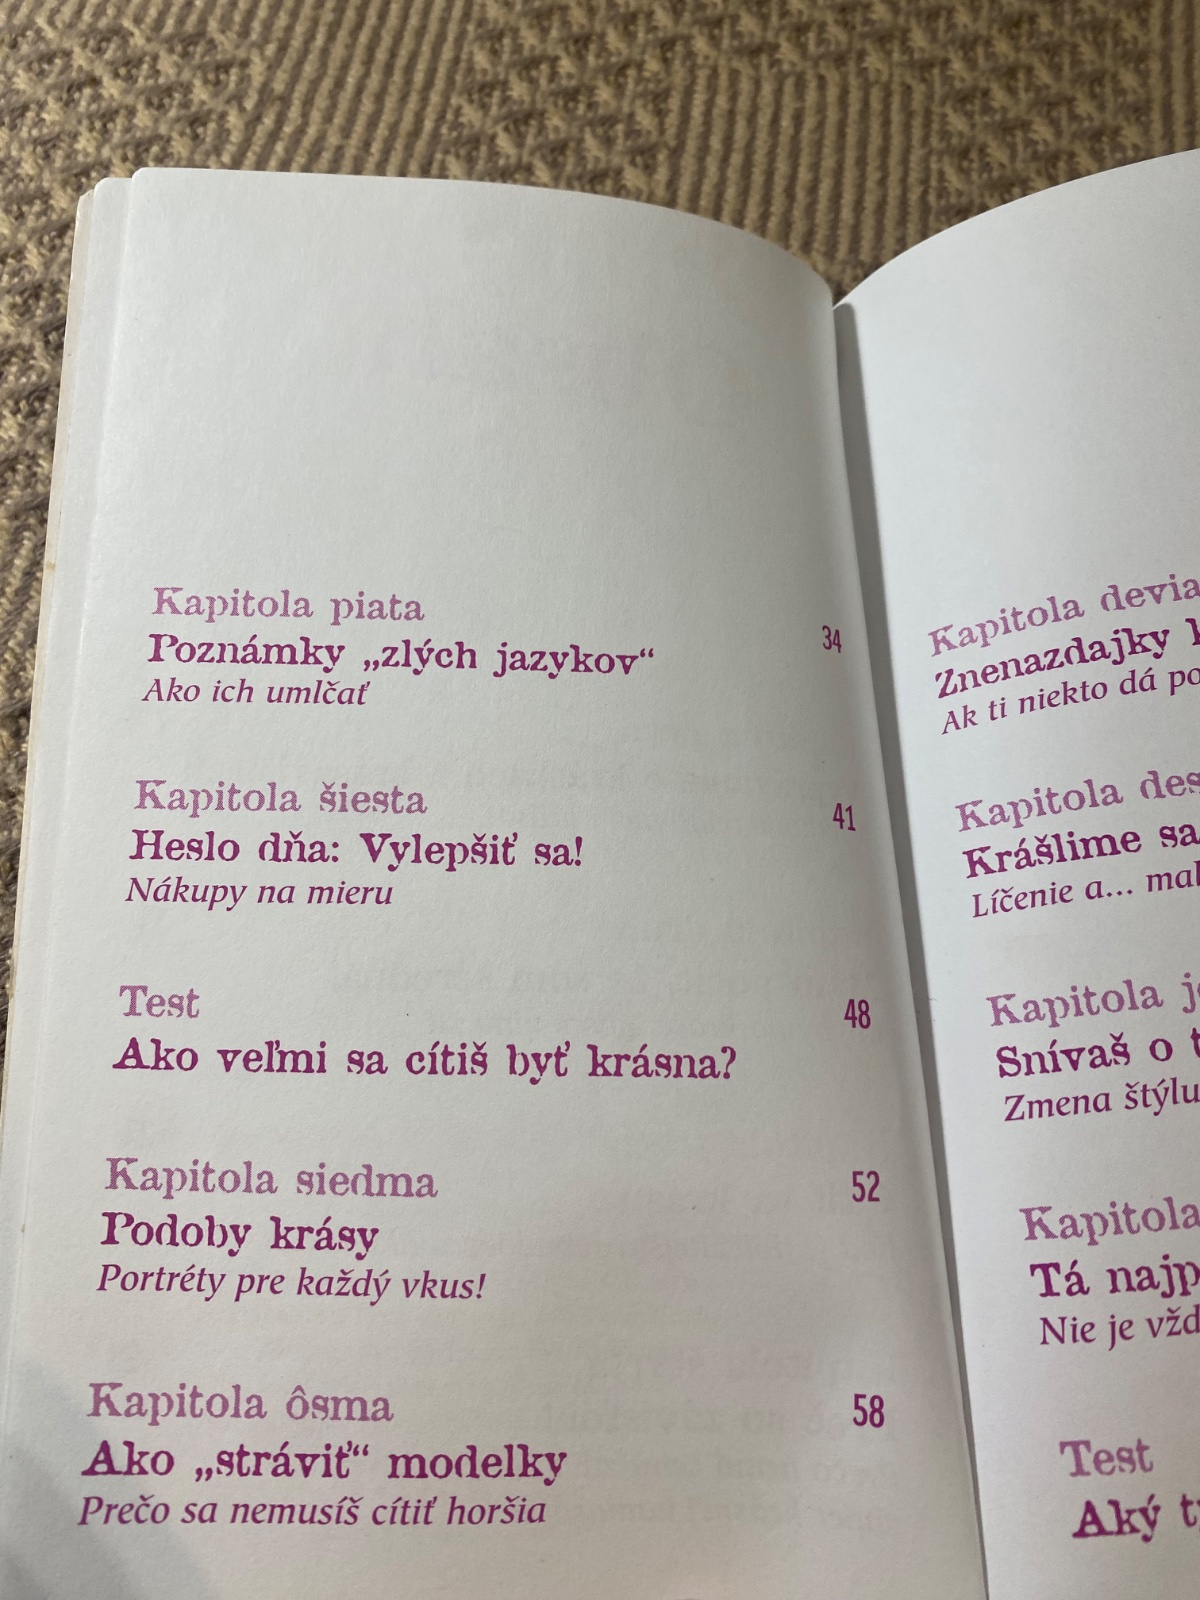 Kapitola piata
Poznámky „zlých jazykov“
34
Ako ich umlčať
Kapitola šiesta
41
Heslo dňa: Vylepšiť sa!
Nákupy na mieru
Test
48
Ako veľmi sa cítiš byť krásna?
Kapitola siedma
52
Podoby krásy
Portréty pre každý vkus!
Kapitola ôsma
58
Ako „stráviť“ modelky
Prečo sa nemusíš cítiť horšia
Kapitola
Znenazdajky
Ak ti niekto dá
Kapitola
Krášlime sa
Líčenie a...
Kapitola
Snívaš o
Zmena štýlu
Kapitola
Tá
Nie je
Test
Aký